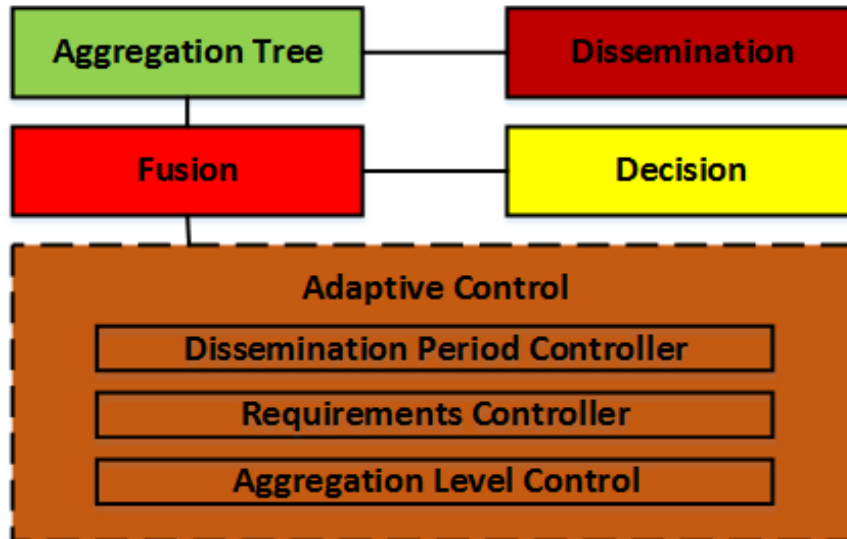 Aggregation Tree
Dissemination
Fusion
Decision
Adaptive Control
Dissemination Period Controller
Requirements Controller
Aggregation Level Control